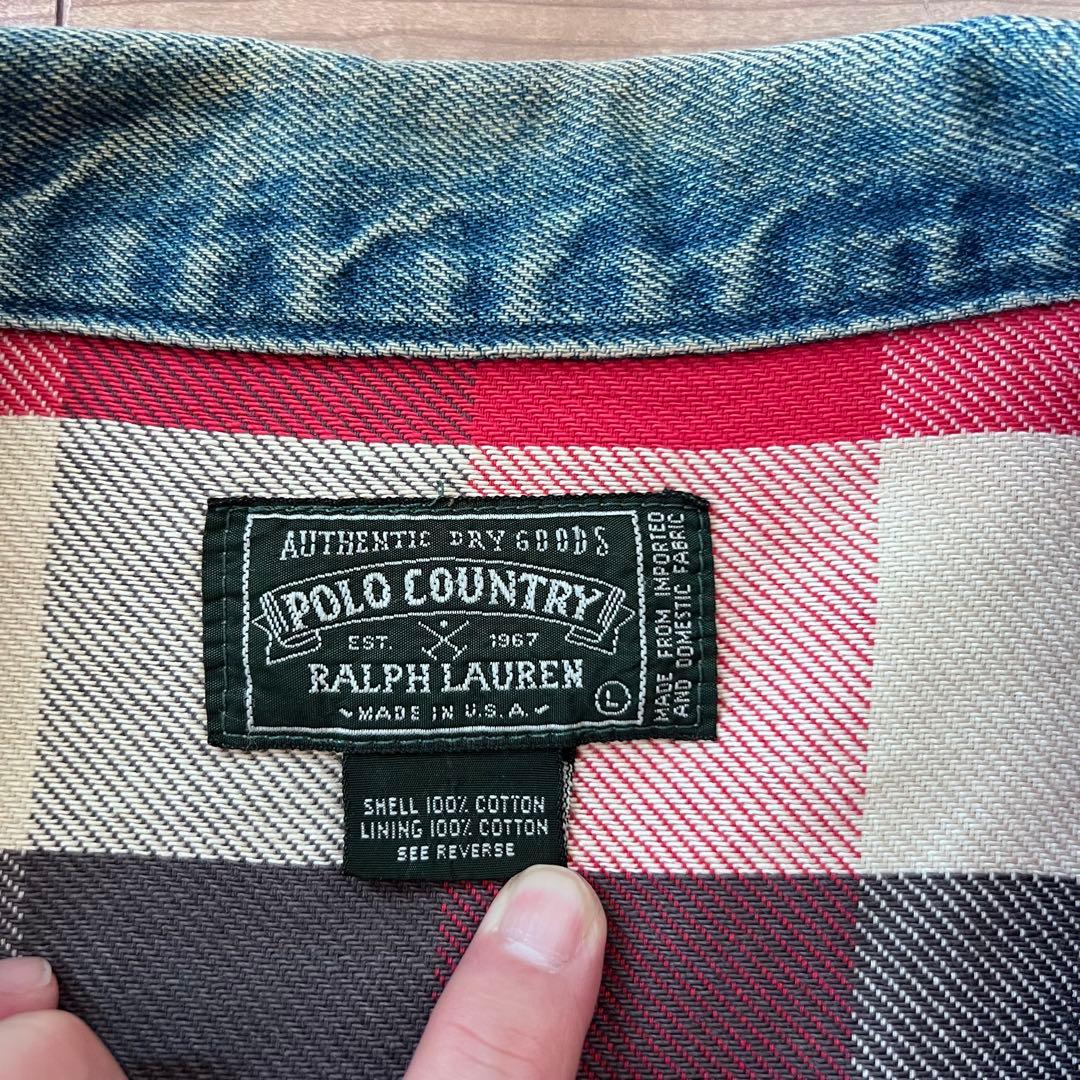 AUTHENTIC DRY GOODS
POLO COUNTRY
EST. 1967
RALPH LAUREN
MADE IN U.S.A.
L
MADE FROM IMPORTED
AND DOMESTIC FABRIC
SHELL 100% COTTON
LINING 100% COTTON
SEE REVERSE